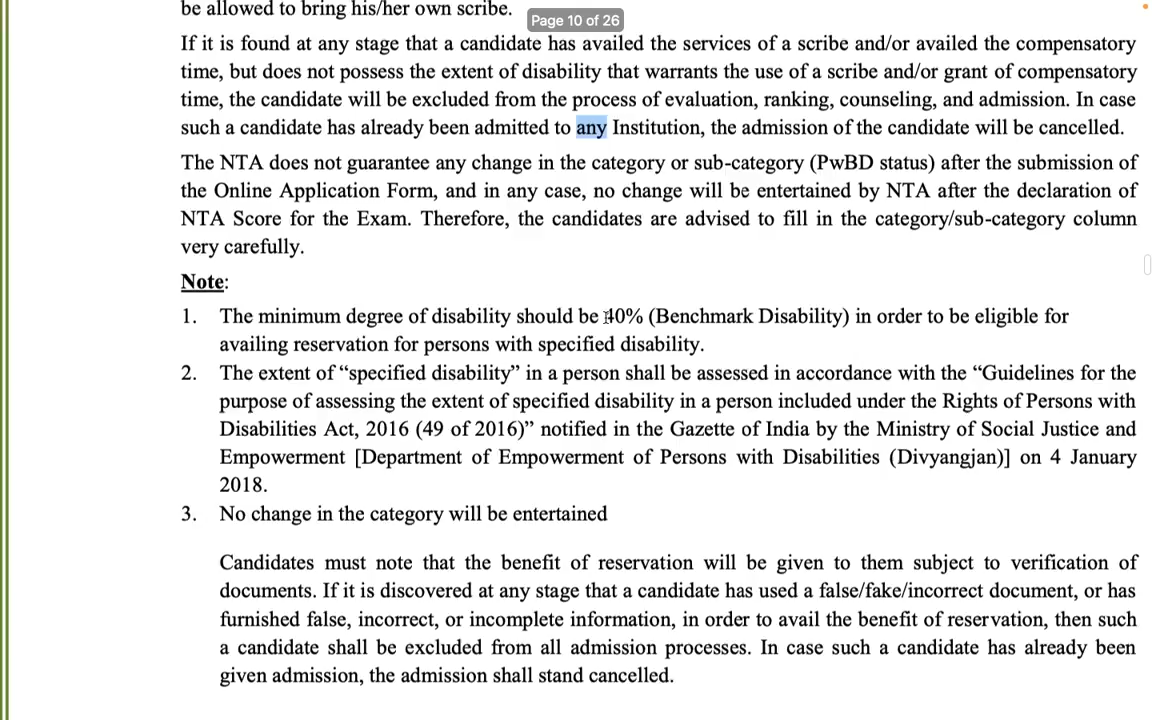 be allowed to bring his/her own scribe.
Page 10 of 26
If it is found at any stage that a candidate has availed the services of a scribe and/or availed the compensatory
time, but does not possess the extent of disability that warrants the use of a scribe and/or grant of compensatory
time, the candidate will be excluded from the process of evaluation, ranking, counseling, and admission. In case
such a candidate has already been admitted to any Institution, the admission of the candidate will be cancelled.
The NTA does not guarantee any change in the category or sub-category (PwBD status) after the submission of
the Online Application Form, and in any case, no change will be entertained by NTA after the declaration of
NTA Score for the Exam. Therefore, the candidates are advised to fill in the category/sub-category column
very carefully.
Note:
1. The minimum degree of disability should be 40% (Benchmark Disability) in order to be eligible for
availing reservation for persons with specified disability.
2. The extent of “specified disability” in a person shall be assessed in accordance with the “Guidelines for the
purpose of assessing the extent of specified disability in a person included under the Rights of Persons with
Disabilities Act, 2016 (49 of 2016)” notified in the Gazette of India by the Ministry of Social Justice and
Empowerment [Department of Empowerment of Persons with Disabilities (Divyangjan)] on 4 January
2018.
3. No change in the category will be entertained
Candidates must note that the benefit of reservation will be given to them subject to verification of
documents. If it is discovered at any stage that a candidate has used a false/fake/incorrect document, or has
furnished false, incorrect, or incomplete information, in order to avail the benefit of reservation, then such
a candidate shall be excluded from all admission processes. In case such a candidate has already been
given admission, the admission shall stand cancelled.